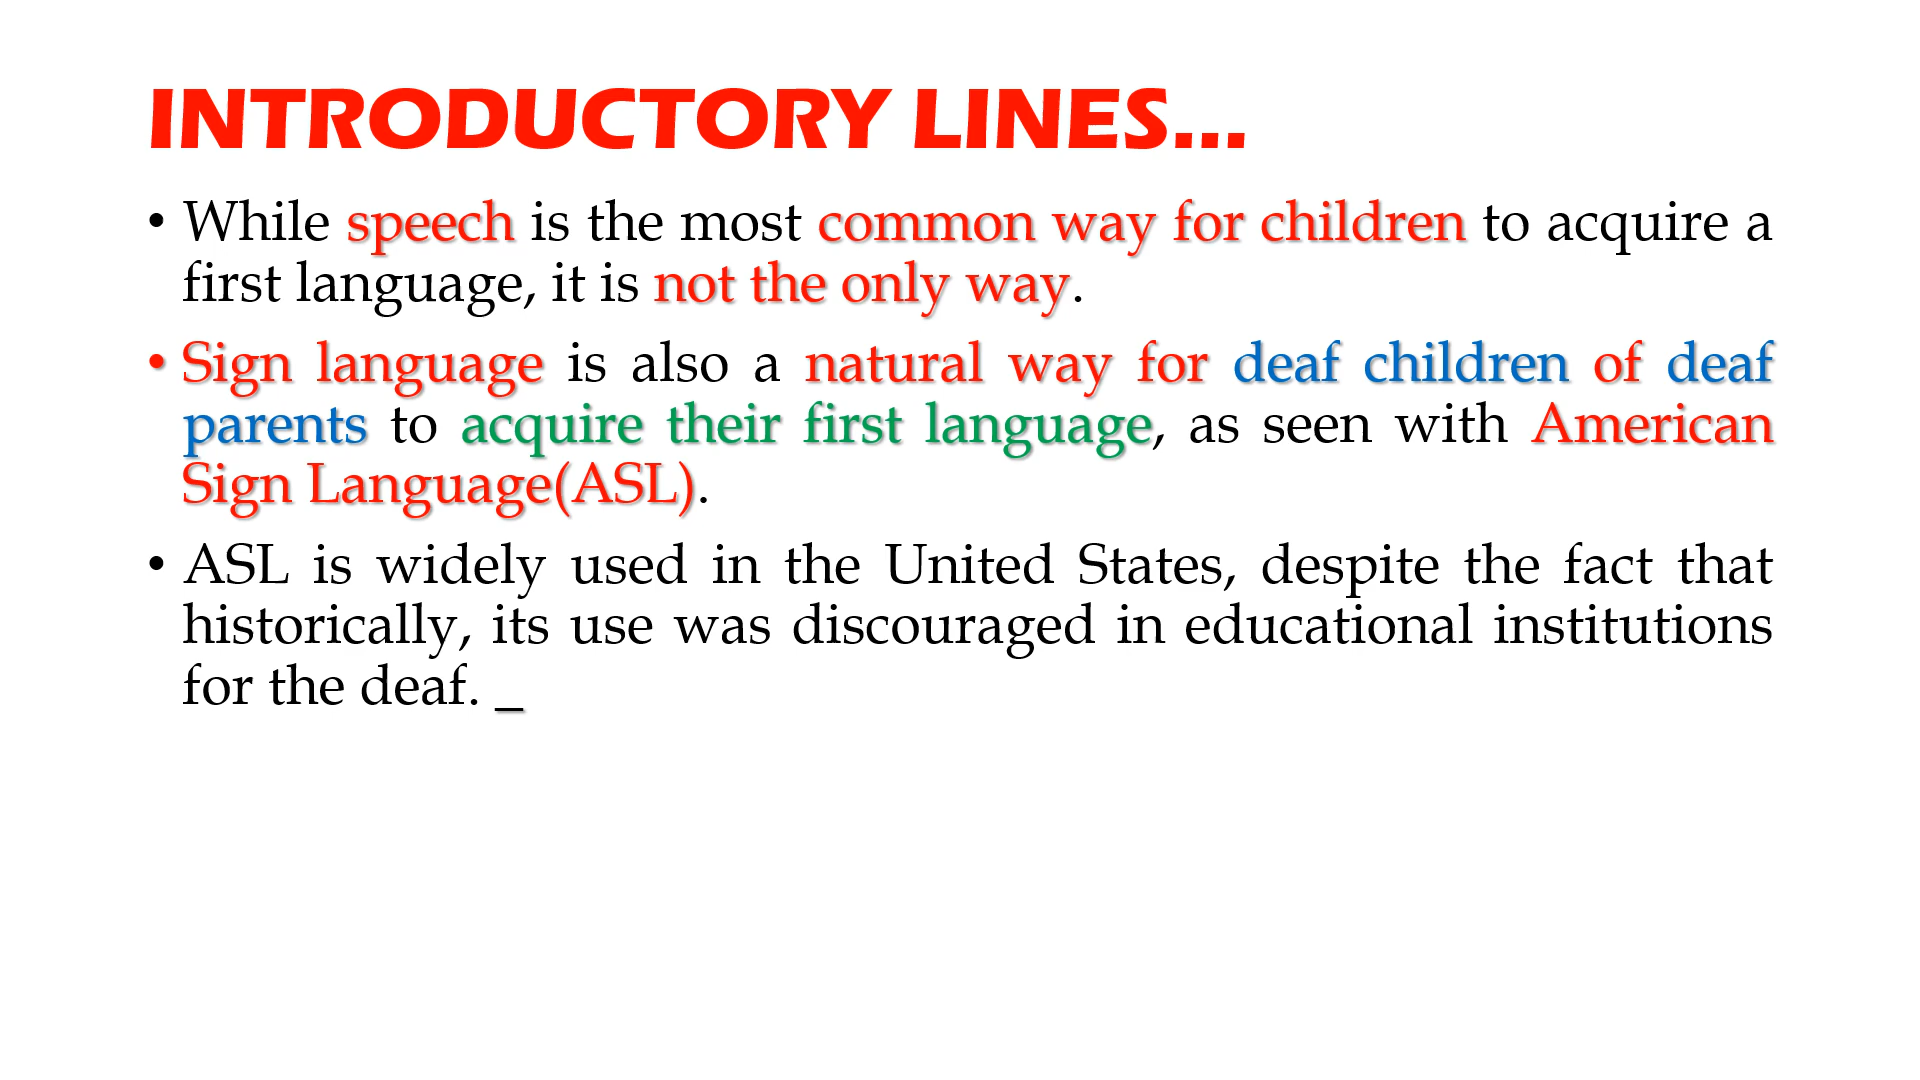 INTRODUCTORY LINES...
• While speech is the most common way for children to acquire a
first language, it is not the only way.
• Sign language is also a natural way for deaf children of deaf
parents to acquire their first language, as seen with American
Sign Language(ASL).
• ASL is widely used in the United States, despite the fact that
historically, its use was discouraged in educational institutions
for the deaf. _